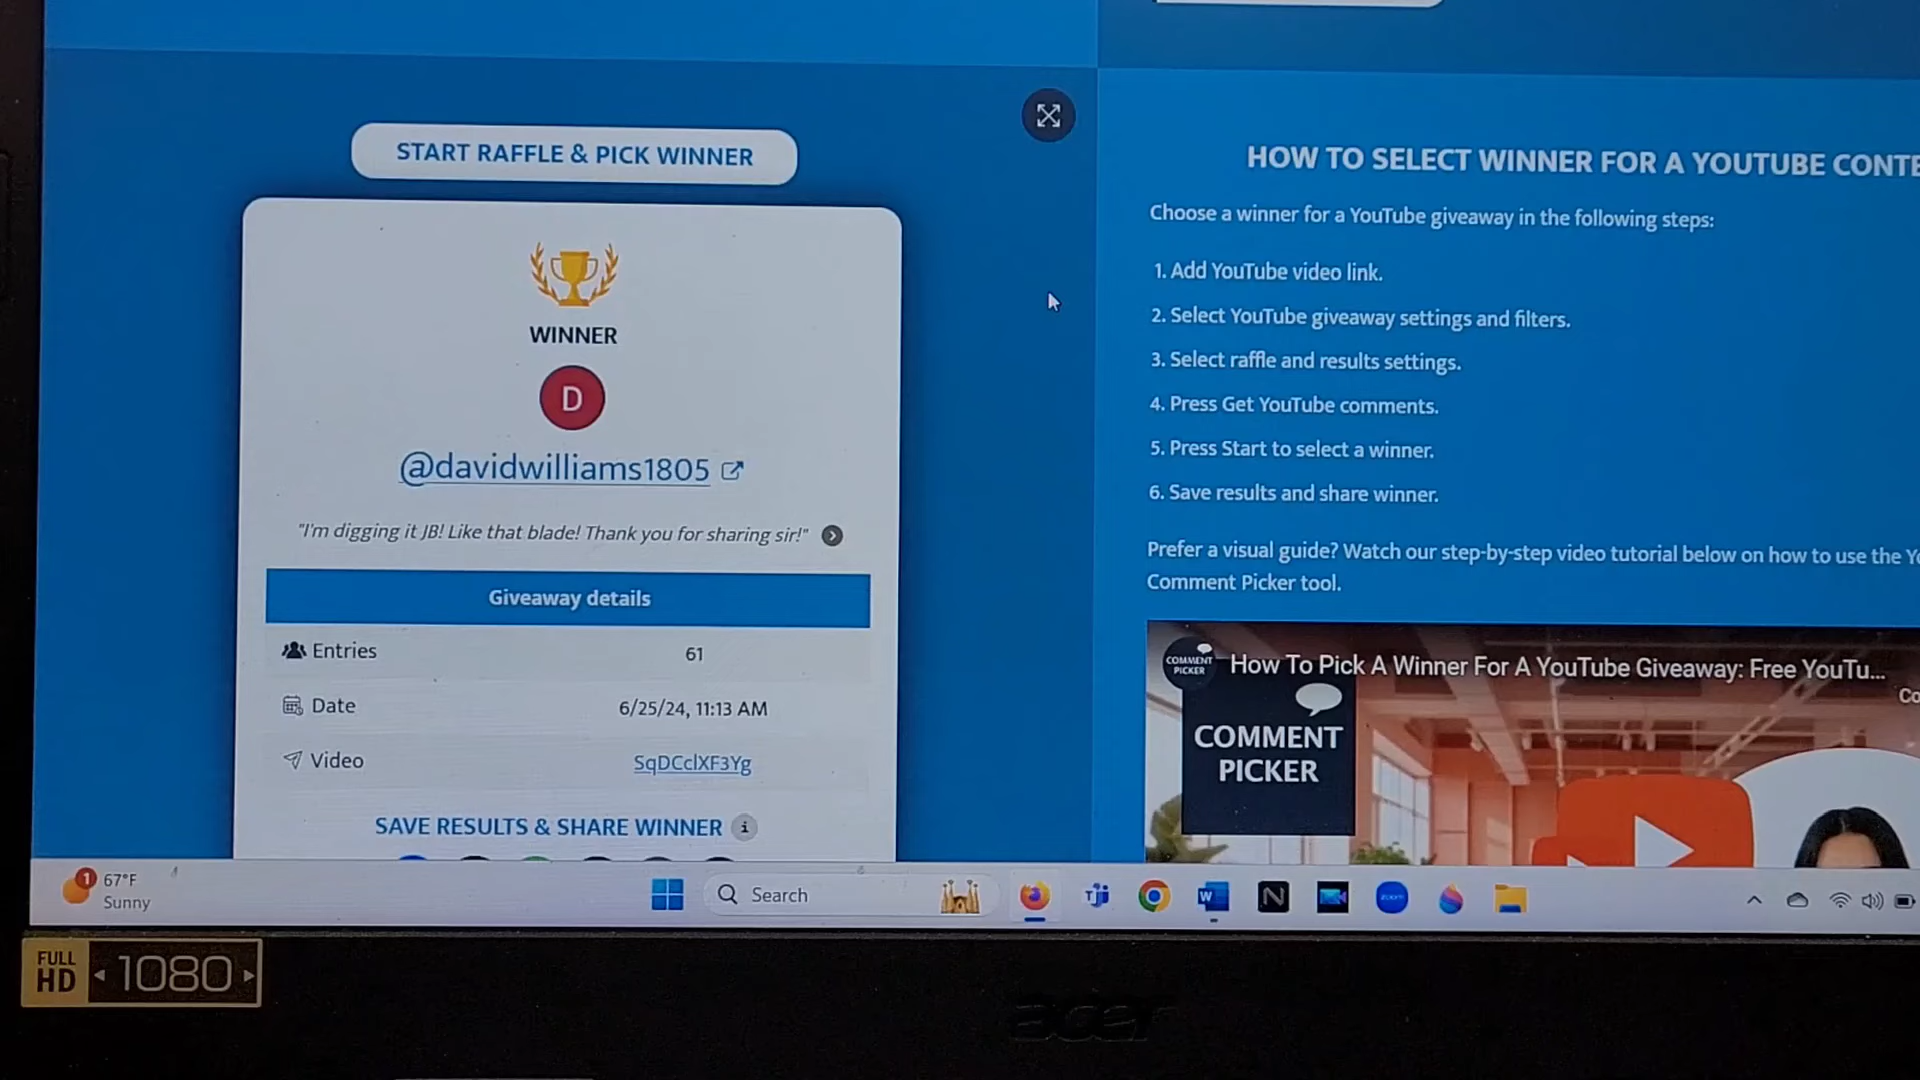 START RAFFLE & PICK WINNER
WINNER
D
@davidwilliams1805
"I'm digging it JB! Like that blade! Thank you for sharing sir!"
Giveaway details
Entries 61
Date 6/25/24, 11:13 AM
Video SqDCclXF3Yg
SAVE RESULTS & SHARE WINNER i
HOW TO SELECT WINNER FOR A YOUTUBE CONTE
Choose a winner for a YouTube giveaway in the following steps:
1. Add YouTube video link.
2. Select YouTube giveaway settings and filters.
3. Select raffle and results settings.
4. Press Get YouTube comments.
5. Press Start to select a winner.
6. Save results and share winner.
Prefer a visual guide? Watch our step-by-step video tutorial below on how to use the Yo
Comment Picker tool.
COMMENT
PICKER
How To Pick A Winner For A YouTube Giveaway: Free YouTu...
Co
COMMENT
PICKER
1
67°F
Sunny
Search
W
N
zoom
FULL
HD
1080
acer